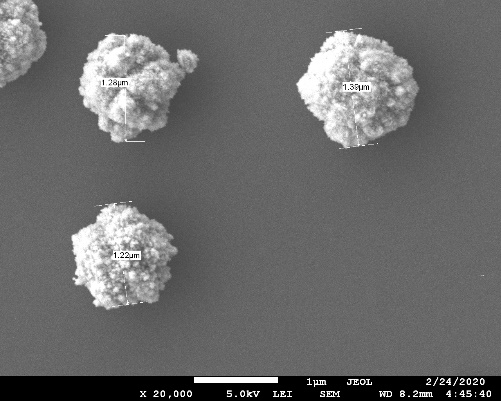 1.28µm
1.39µm
1.22µm
1µm JEOL 2/24/2020
X 20,000 5.0kV LEI SEM WD 8.2mm 4:45:40